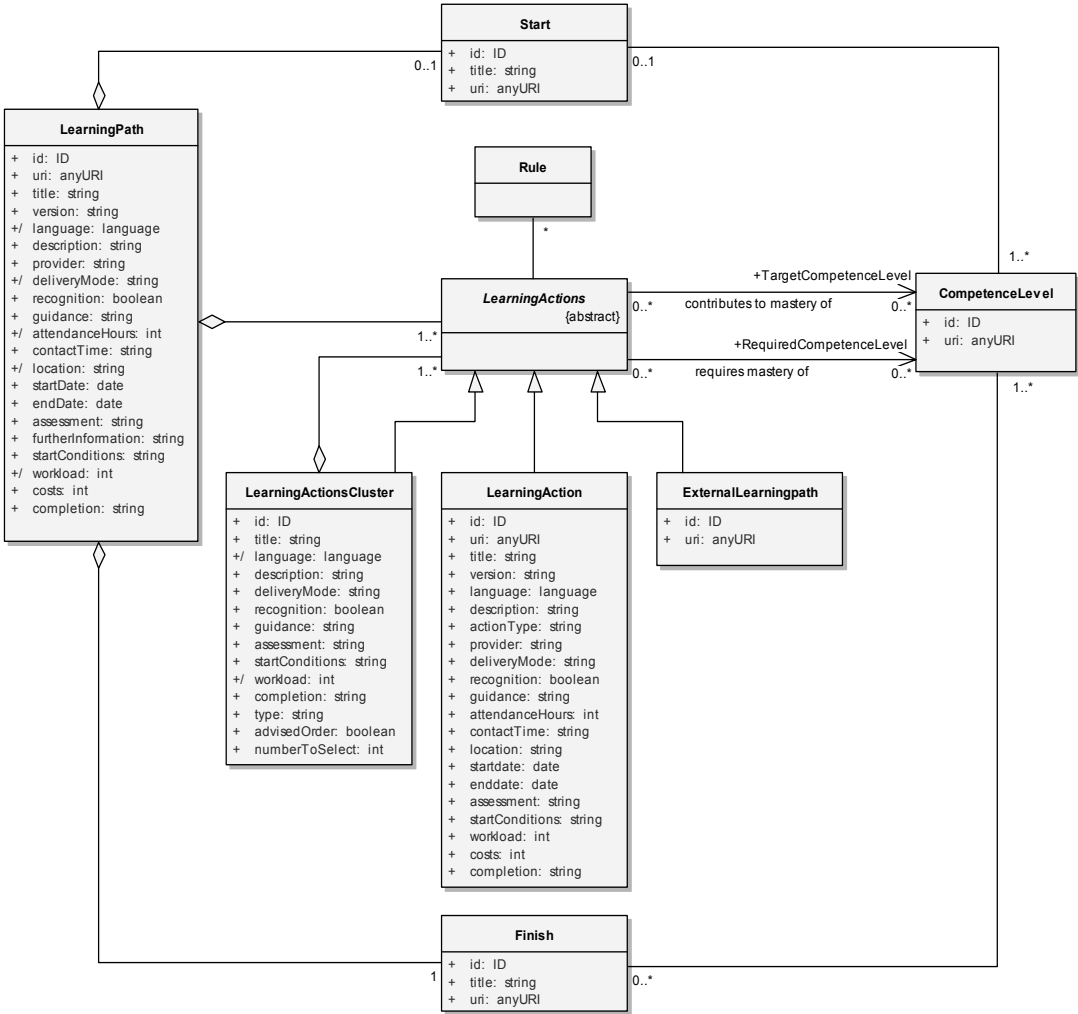 Start
+ id: ID
+ title: string
+ uri: anyURI
0..1
0..1
LearningPath
+ id: ID
+ uri: anyURI
+ title: string
+ version: string
+/ language: language
+ description: string
+ provider: string
+/ deliveryMode: string
+ recognition: boolean
+ guidance: string
+/ attendanceHours: int
+ contactTime: string
+/ location: string
+ startDate: date
+ endDate: date
+ assessment: string
+ furtherInformation: string
+ startConditions: string
+/ workload: int
+ costs: int
+ completion: string
Rule
*
LearningActions
{abstract}
1..*
1..*
+TargetCompetenceLevel
0..*
contributes to mastery of
0..*
+RequiredCompetenceLevel
0..*
requires mastery of
0..*
1..*
CompetenceLevel
+ id: ID
+ uri: anyURI
1..*
LearningActionsCluster
+ id: ID
+ title: string
+/ language: language
+ description: string
+ deliveryMode: string
+ recognition: boolean
+ guidance: string
+ assessment: string
+ startConditions: string
+/ workload: int
+ completion: string
+ type: string
+ advisedOrder: boolean
+ numberToSelect: int
LearningAction
+ id: ID
+ uri: anyURI
+ title: string
+ version: string
+ language: language
+ description: string
+ actionType: string
+ provider: string
+ deliveryMode: string
+ recognition: boolean
+ guidance: string
+ attendanceHours: int
+ contactTime: string
+ location: string
+ startdate: date
+ enddate: date
+ assessment: string
+ startConditions: string
+ workload: int
+ costs: int
+ completion: string
ExternalLearningpath
+ id: ID
+ uri: anyURI
Finish
+ id: ID
+ title: string
+ uri: anyURI
1
0..*